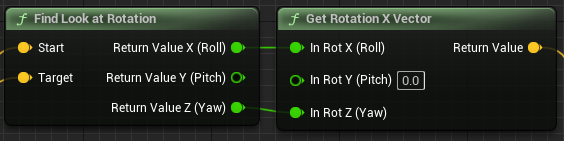 f Find Look at Rotation
Start Return Value X (Roll)
Target Return Value Y (Pitch)
Return Value Z (Yaw)
f Get Rotation X Vector
In Rot X (Roll) Return Value
In Rot Y (Pitch) 0.0
In Rot Z (Yaw)